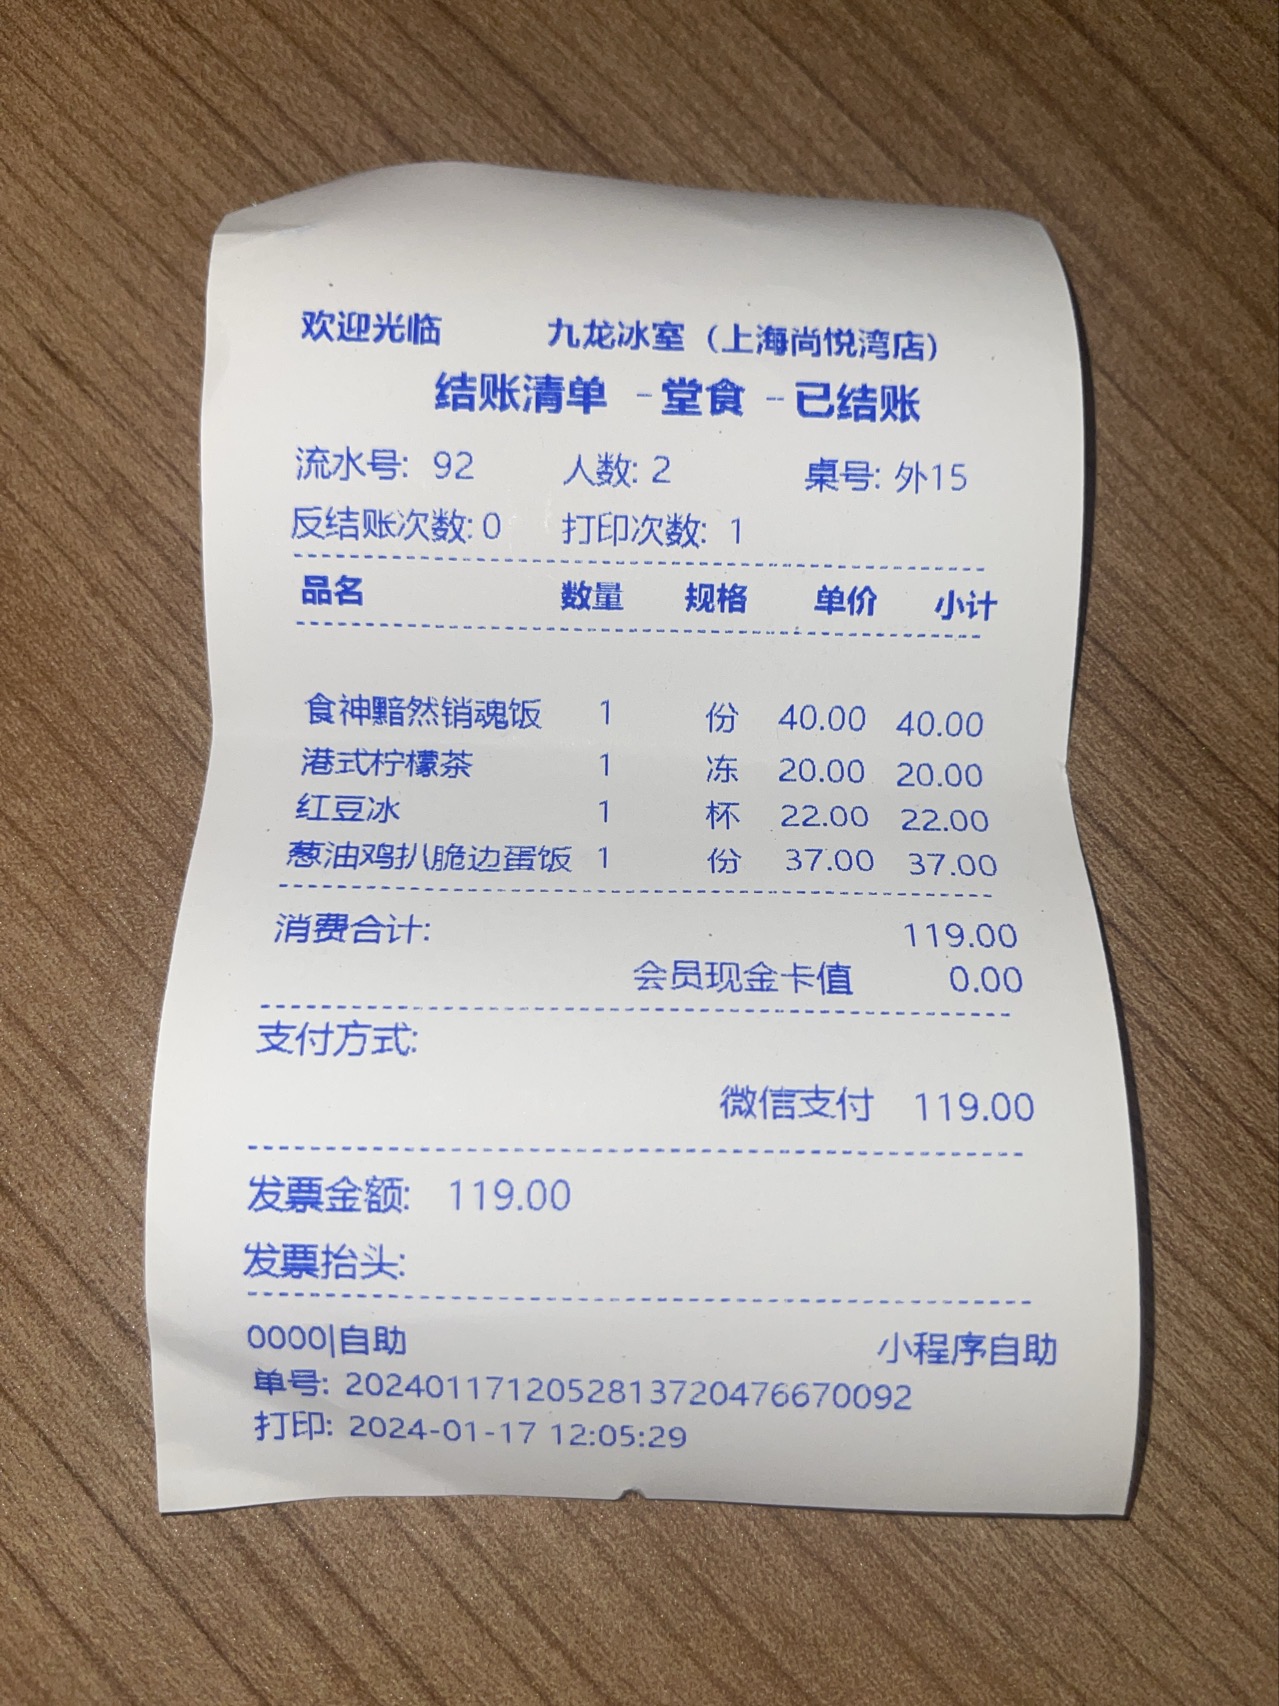 欢迎光临 九龙冰室（上海尚悦湾店）
结账清单 -堂食 --已结账
流水号: 92 人数: 2 桌号: 外15
反结账次数: 0 打印次数: 1
品名 数量 规格 单价 小计
食神黯然销魂饭 1 份 40.00 40.00
港式柠檬茶 1 冻 20.00 20.00
红豆冰 1 杯 22.00 22.00
葱油鸡扒脆边蛋饭 1 份 37.00 37.00
消费合计: 119.00
会员现金卡值 0.00
支付方式:
微信支付 119.00
发票金额: 119.00
发票抬头:
0000|自助 小程序自助
单号: 2024011712052813720476670092
打印: 2024-01-17 12:05:29